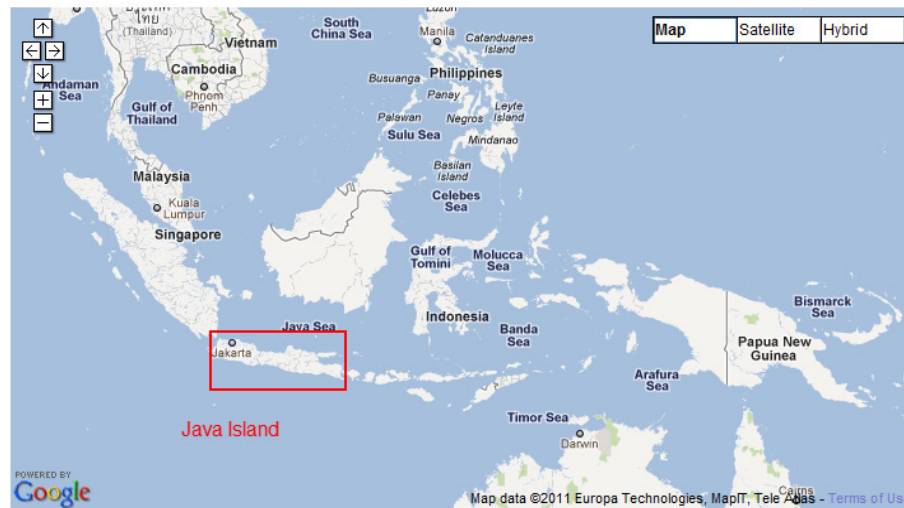 ไทย
(Thailand)
Vietnam
South
China Sea
Luzon
Manila
Catanduanes
Island
Map
Satellite
Hybrid
Andaman
Sea
Cambodia
Phnom
Penh
Gulf of
Thailand
Busuanga
Philippines
Panay
Leyte
Island
Palawan
Negros
Sulu Sea
Mindanao
Basilan
Island
Malaysia
Kuala
Lumpur
Singapore
Celebes
Sea
Gulf of
Tomini
Molucca
Sea
Java Sea
Indonesia
Banda
Sea
Bismarck
Sea
Jakarta
Papua New
Guinea
Arafura
Sea
Java Island
Timor Sea
Darwin
Cairns
POWERED BY
Google
Map data ©2011 Europa Technologies, MapIT, Tele Atlas - Terms of Us